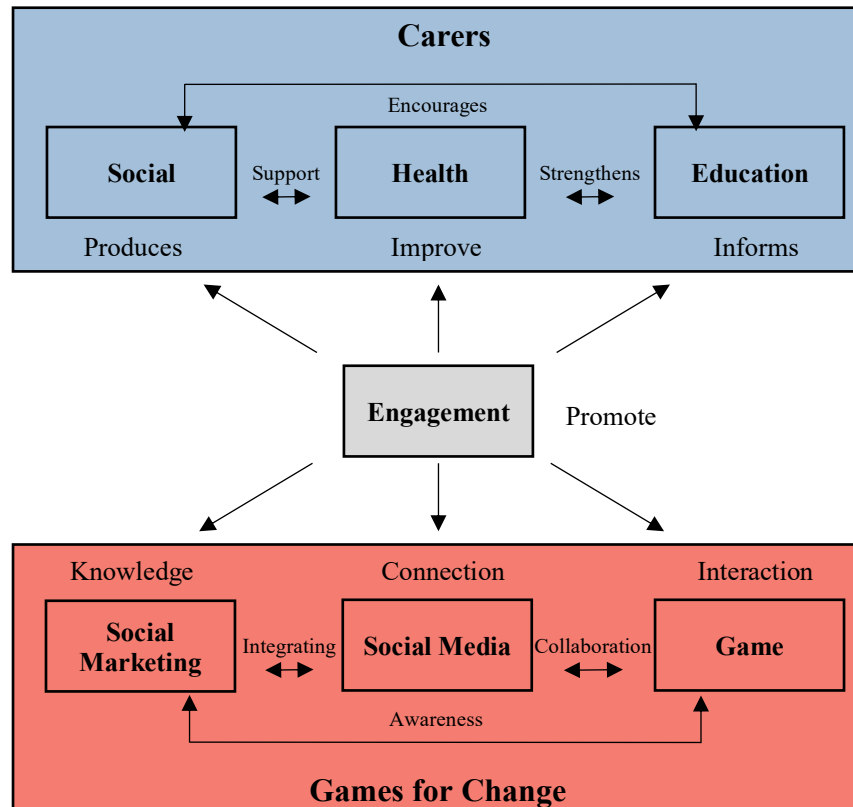 Carers
Encourages
Social
Support
Health
Strengthens
Education
Produces
Improve
Informs
Engagement
Promote
Knowledge
Connection
Interaction
Social
Marketing
Integrating
Social Media
Collaboration
Game
Awareness
Games for Change